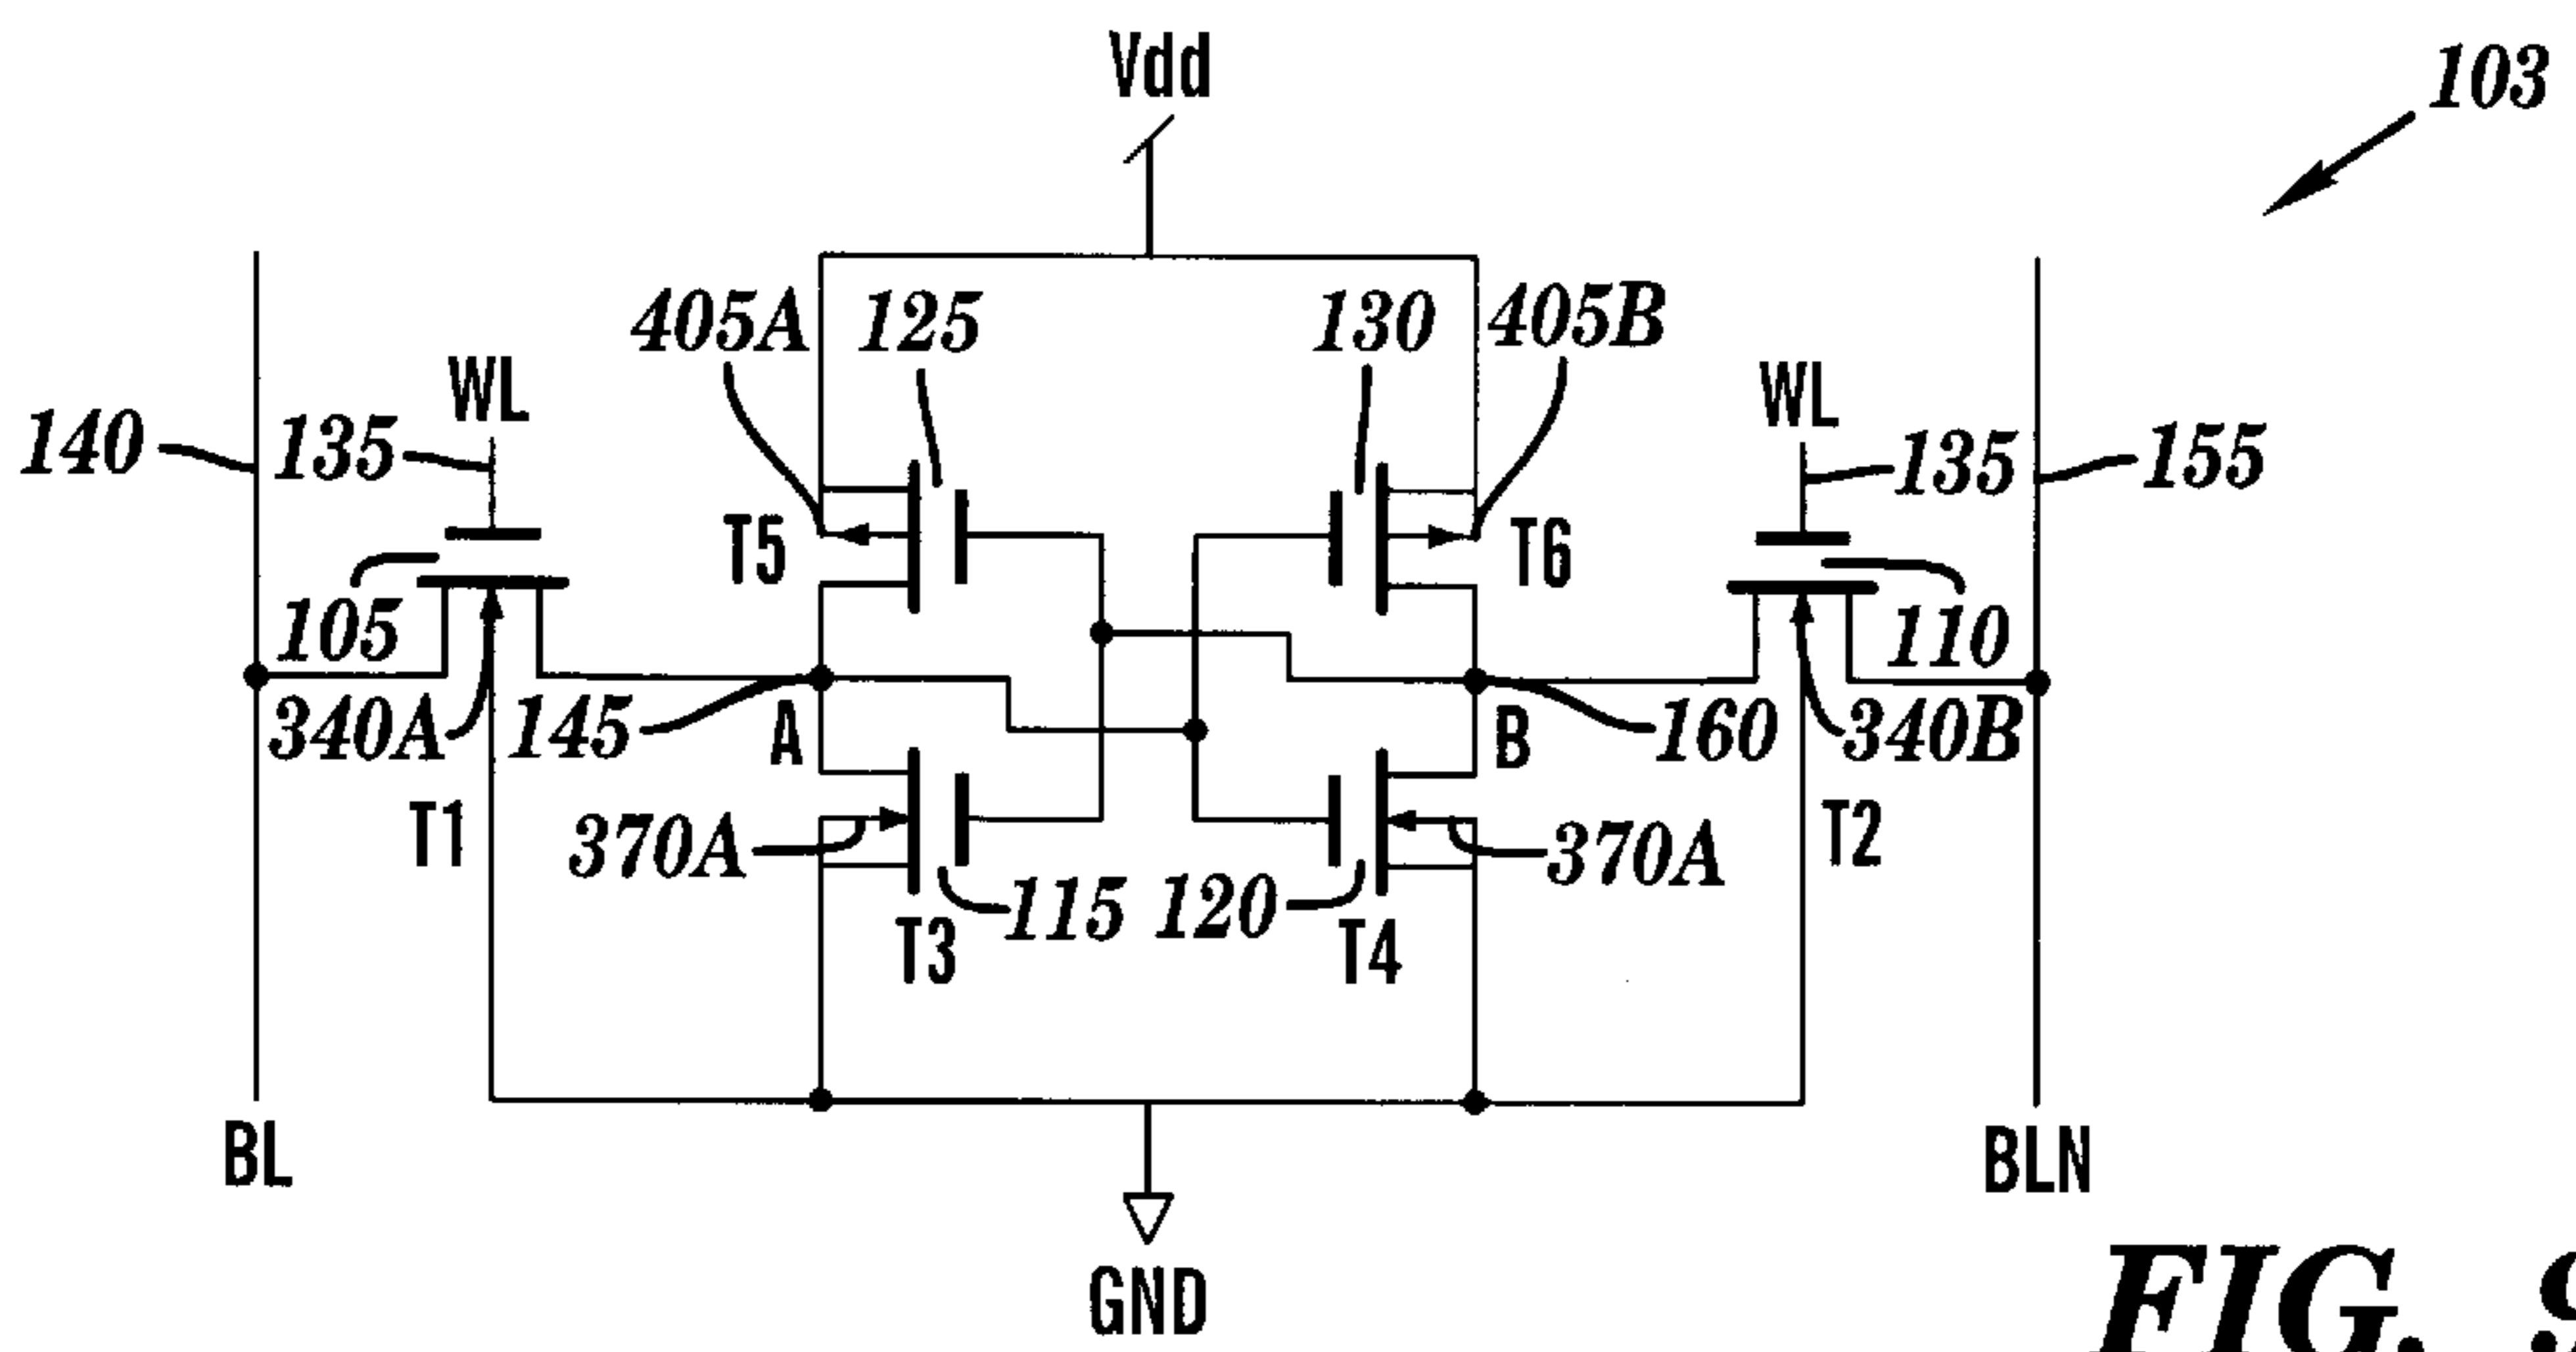 Vdd
103
405A 125 130 405B
WL WL
140 135 135 155
T5 T6
105 110
340A 145 A B 160 340B
T1 370A 370A T2
115 120
T3 T4
BL BLN
GND
FIG. 9